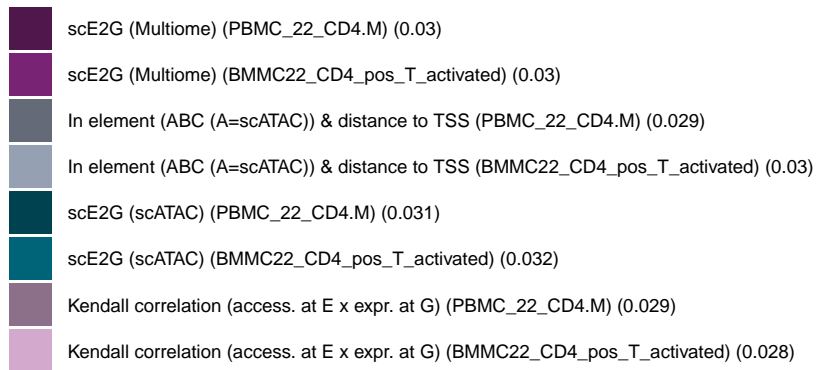 scE2G (Multiome) (PBMC_22_CD4.M) (0.03)
scE2G (Multiome) (BMMC22_CD4_pos_T_activated) (0.03)
In element (ABC (A=scATAC)) & distance to TSS (PBMC_22_CD4.M) (0.029)
In element (ABC (A=scATAC)) & distance to TSS (BMMC22_CD4_pos_T_activated) (0.03)
scE2G (scATAC) (PBMC_22_CD4.M) (0.031)
scE2G (scATAC) (BMMC22_CD4_pos_T_activated) (0.032)
Kendall correlation (access. at E x expr. at G) (PBMC_22_CD4.M) (0.029)
Kendall correlation (access. at E x expr. at G) (BMMC22_CD4_pos_T_activated) (0.028)